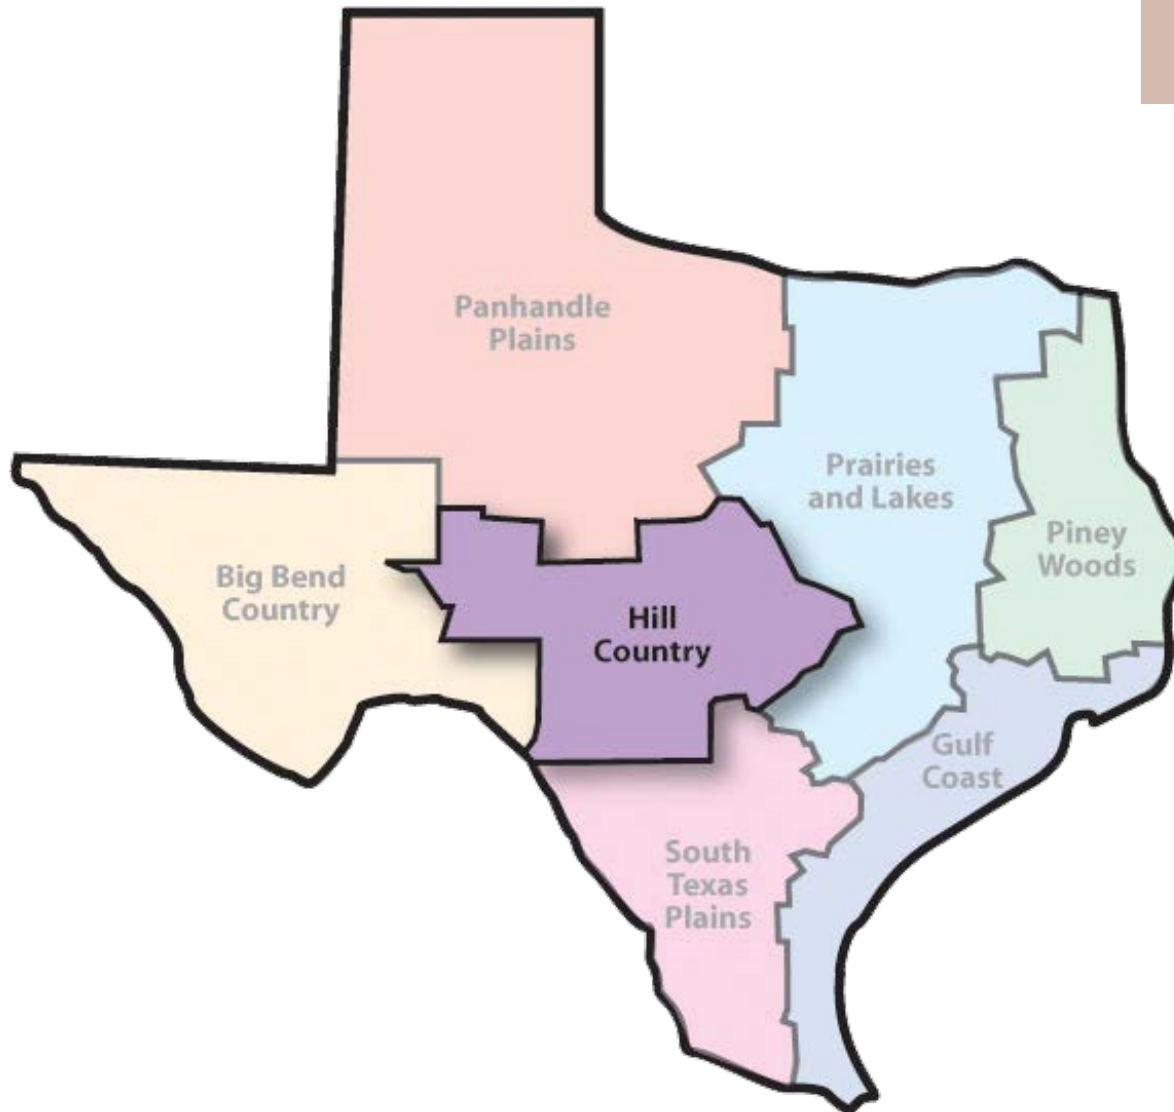 Panhandle
Plains
Prairies
and Lakes
Piney
Woods
Big Bend
Country
Hill
Country
Gulf
Coast
South
Texas
Plains